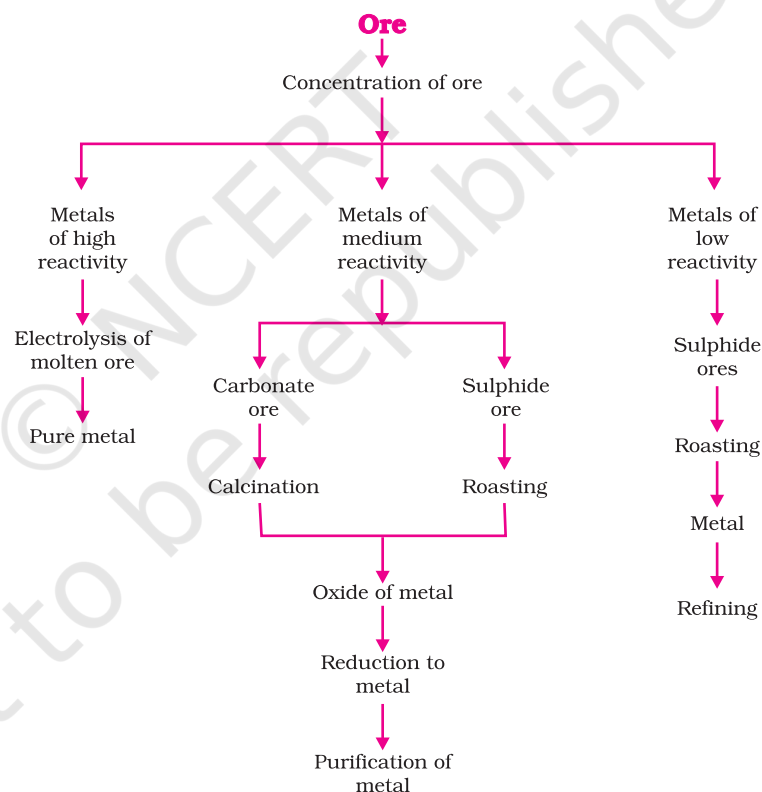 Ore
Concentration of ore
Metals
of high
reactivity
Electrolysis of
molten ore
Pure metal
Metals of
medium
reactivity
Carbonate
ore
Calcination
Sulphide
ore
Roasting
Oxide of metal
Reduction to
metal
Purification of
metal
Metals of
low
reactivity
Sulphide
ores
Roasting
Metal
Refining
© NCERT
t to be republishe